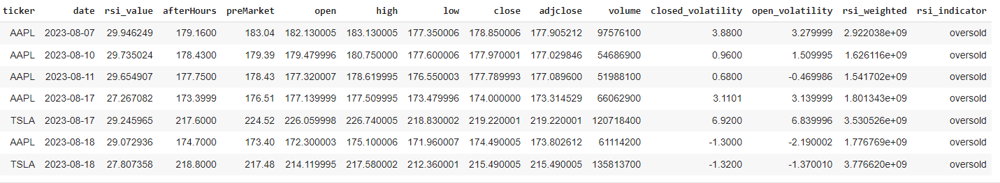 ticker date rsi_value afterHours preMarket open high low close adjclose volume closed_volatility open_volatility rsi_weighted rsi_indicator
AAPL 2023-08-07 29.946249 179.1600 183.04 182.130005 183.130005 177.350006 178.850006 177.905212 97576100 3.8800 3.279999 2.922038e+09 oversold
AAPL 2023-08-10 29.735024 178.4300 179.39 179.479996 180.750000 177.600006 177.970001 177.029846 54686900 0.9600 1.509995 1.626116e+09 oversold
AAPL 2023-08-11 29.654907 177.7500 178.43 177.320007 178.619995 176.550003 177.789993 177.089600 51988100 0.6800 -0.469986 1.541702e+09 oversold
AAPL 2023-08-17 27.267082 173.3999 176.51 177.139999 177.509995 173.479996 174.000000 173.314529 66062900 3.1101 3.139999 1.801343e+09 oversold
TSLA 2023-08-17 29.245965 217.6000 224.52 226.059998 226.740005 218.830002 219.220001 219.220001 120718400 6.9200 6.839996 3.530526e+09 oversold
AAPL 2023-08-18 29.072936 174.7000 173.40 172.300003 175.100006 171.960007 174.490005 173.802612 61114200 -1.3000 -2.190002 1.776769e+09 oversold
TSLA 2023-08-18 27.807358 218.8000 217.48 214.119995 217.580002 212.360001 215.490005 215.490005 135813700 -1.3200 -1.370010 3.776620e+09 oversold